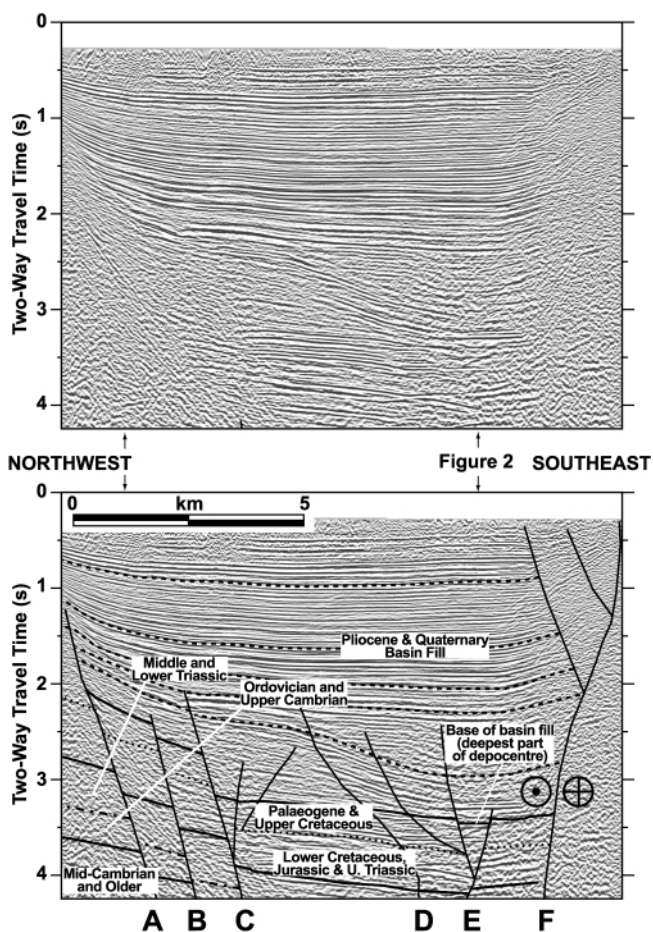 0
1
2
3
4
Two-Way Travel Time (s)
NORTHWEST
Figure 2
SOUTHEAST
0
1
2
3
4
Two-Way Travel Time (s)
0 km 5
Pliocene & Quaternary
Basin Fill
Middle and
Lower Triassic
Ordovician and
Upper Cambrian
Base of basin fill
(deepest part
of depocentre)
Palaeogene &
Upper Cretaceous
Lower Cretaceous,
Jurassic & U. Triassic
Mid-Cambrian
and Older
A B C D E F